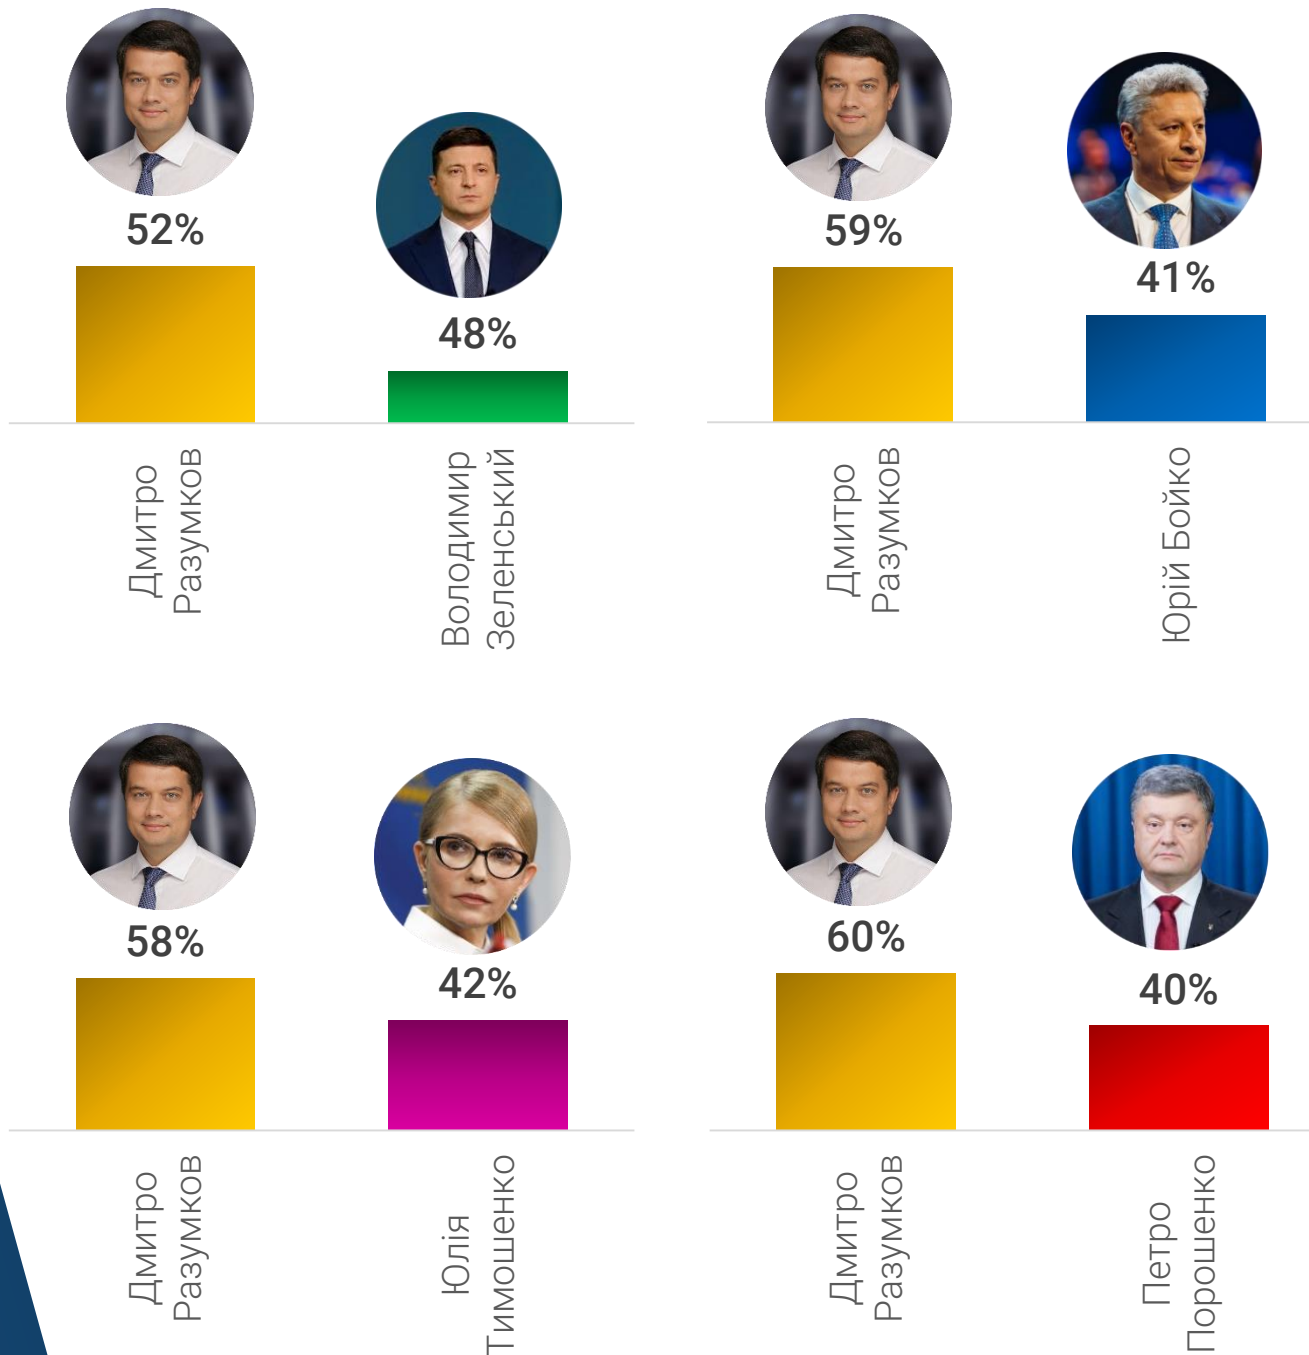 52%
48%
Дмитро
Разумков
Володимир
Зеленський
59%
41%
Дмитро
Разумков
Юрій Бойко
58%
42%
Дмитро
Разумков
Юлія
Тимошенко
60%
40%
Дмитро
Разумков
Петро
Порошенко